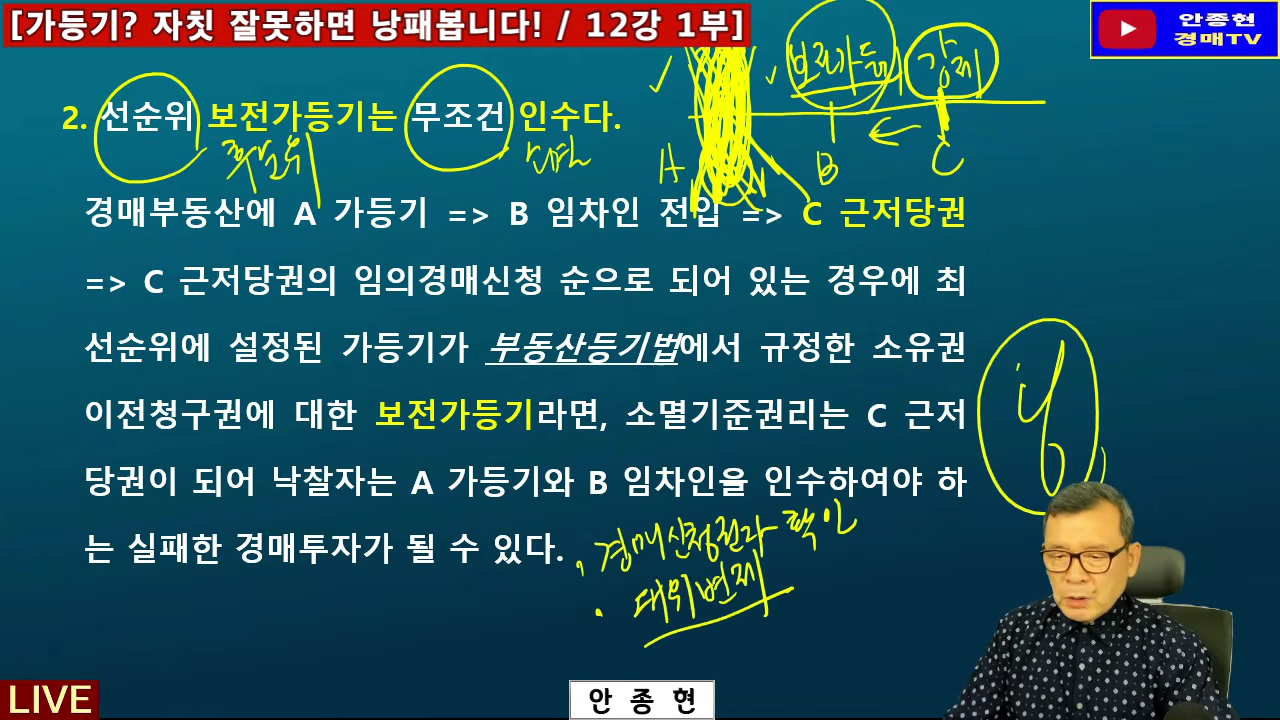 [가등기? 자칫 잘못하면 낭패봅니다! / 12강 1부]
안종현
경매TV
보전가등기
강제
2. 선순위 보전가등기는 무조건 인수다.
후순위
A
B
C
경매부동산에 A 가등기 => B 임차인 전입 => C 근저당권
=> C 근저당권의 임의경매신청 순으로 되어 있는 경우에 최
선순위에 설정된 가등기가 부동산등기법에서 규정한 소유권
이전청구권에 대한 보전가등기라면, 소멸기준권리는 C 근저
당권이 되어 낙찰자는 A 가등기와 B 임차인을 인수하여야 하
는 실패한 경매투자가 될 수 있다.
경매신청권자 확인
대위변제
LIVE
안 종 현